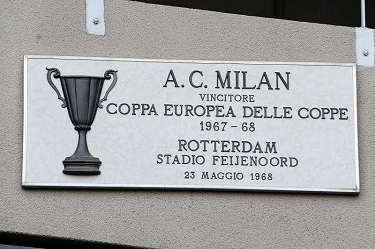 A.C. MILAN
VINCITORE
COPPA EUROPEA DELLE COPPE
1967-68
ROTTERDAM
STADIO FEIJENOORD
23 MAGGIO 1968